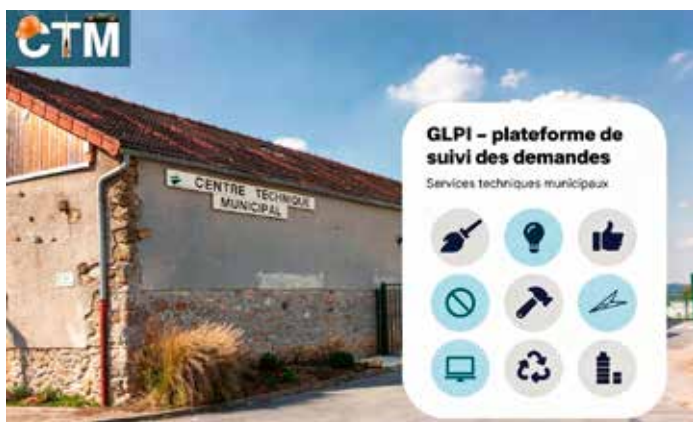 CTM
CENTRE TECHNIQUE
MUNICIPAL
GLPI – plateforme de
suivi des demandes
Services techniques municipaux